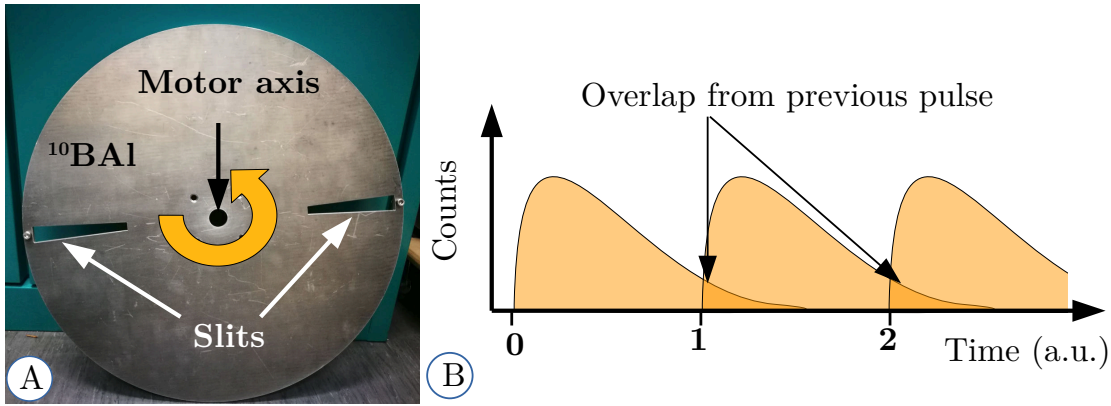 Motor axis
¹⁰BAl
Slits
A
Overlap from previous pulse
Counts
0
1
2
Time (a.u.)
B